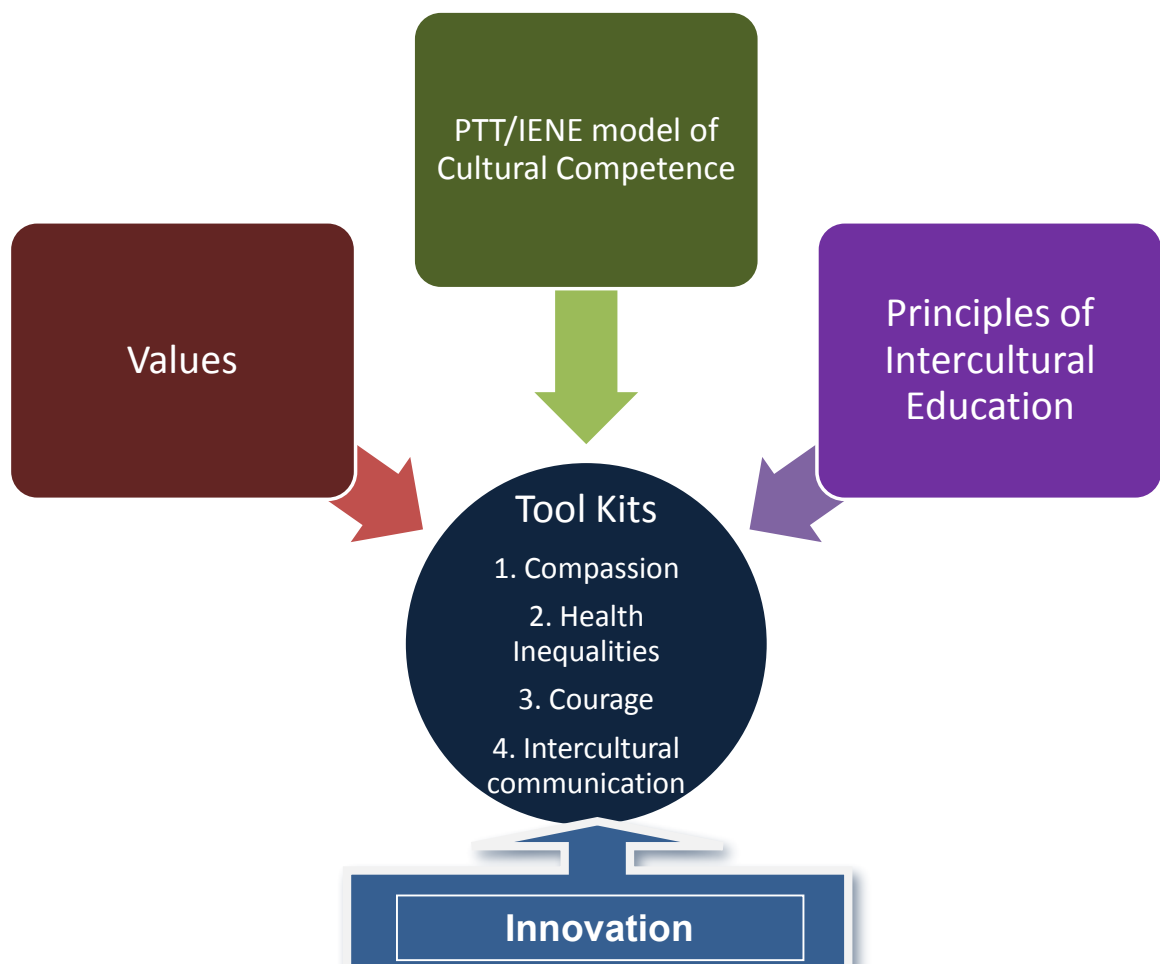 PTT/IENE model of
Cultural Competence
Values
Principles of
Intercultural
Education
Tool Kits
1. Compassion
2. Health
Inequalities
3. Courage
4. Intercultural
communication
Innovation